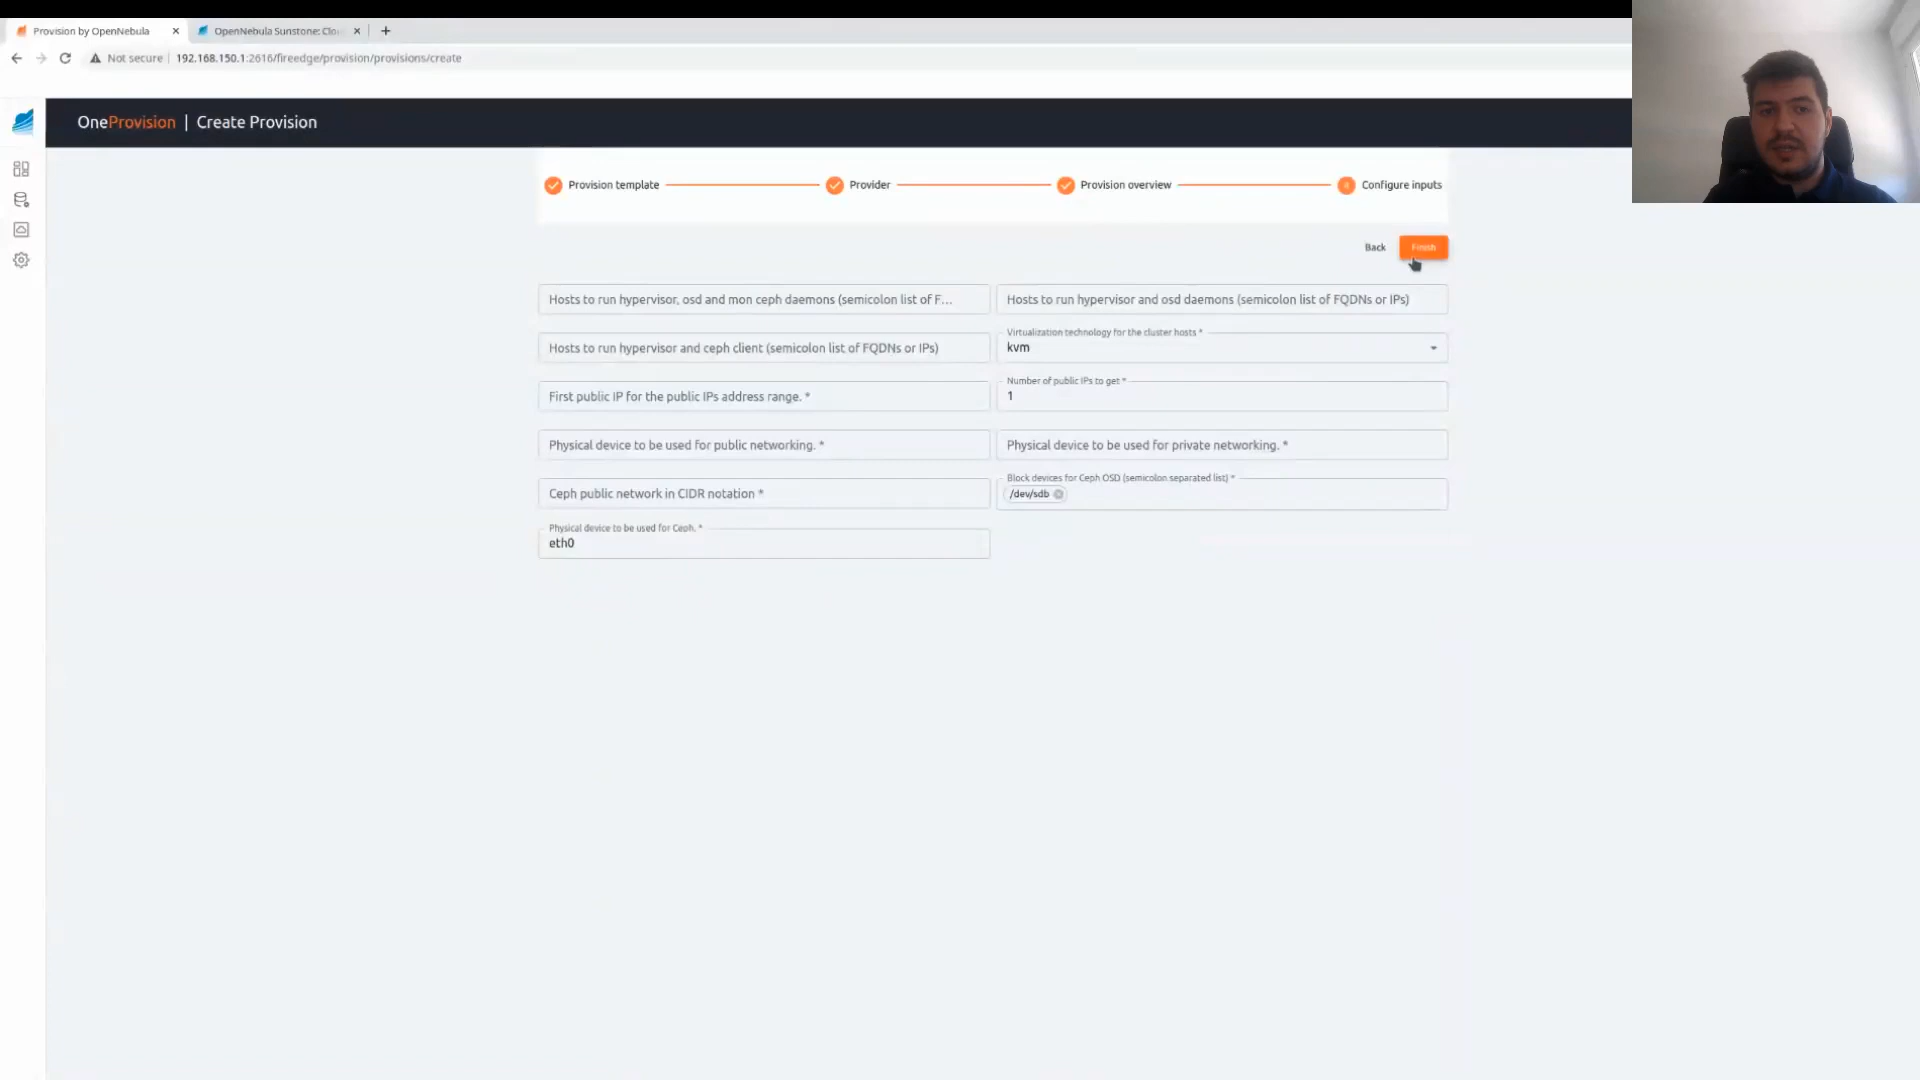 Provision by OpenNebula
OpenNebula Sunstone: Clo
Not secure | 192.168.150.1:2616/fireedge/provision/provisions/create
OneProvision | Create Provision
Provision template
Provider
Provision overview
4 Configure inputs
Back
Finish
Hosts to run hypervisor, osd and mon ceph daemons (semicolon list of F...
Hosts to run hypervisor and osd daemons (semicolon list of FQDNs or IPs)
Hosts to run hypervisor and ceph client (semicolon list of FQDNs or IPs)
Virtualization technology for the cluster hosts *
kvm
First public IP for the public IPs address range. *
Number of public IPs to get *
1
Physical device to be used for public networking. *
Physical device to be used for private networking. *
Ceph public network in CIDR notation *
Block devices for Ceph OSD (semicolon separated list) *
/dev/sdb
Physical device to be used for Ceph. *
eth0